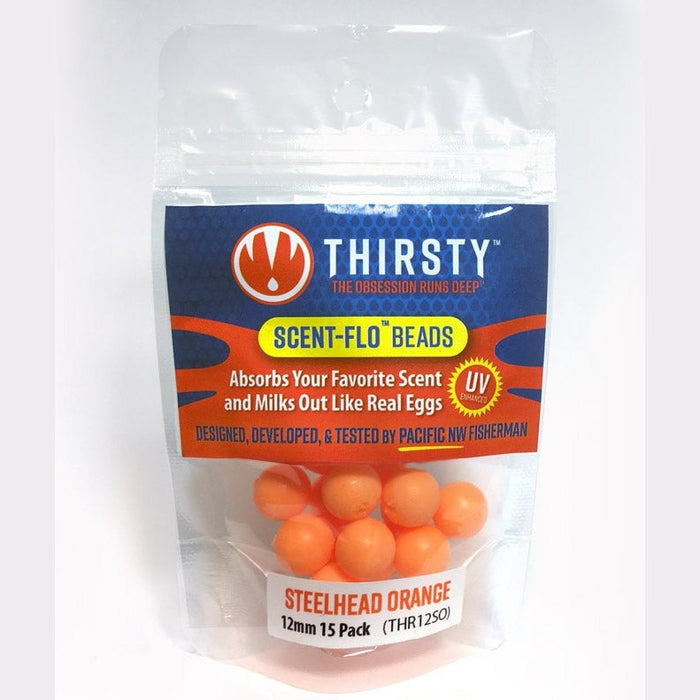 THIRSTY™
THE OBSESSION RUNS DEEP™
SCENT-FLO™ BEADS
Absorbs Your Favorite Scent
and Milks Out Like Real Eggs
UV
ENHANCED
DESIGNED, DEVELOPED, & TESTED BY PACIFIC NW FISHERMAN
STEELHEAD ORANGE
12mm 15 Pack (THR12SO)